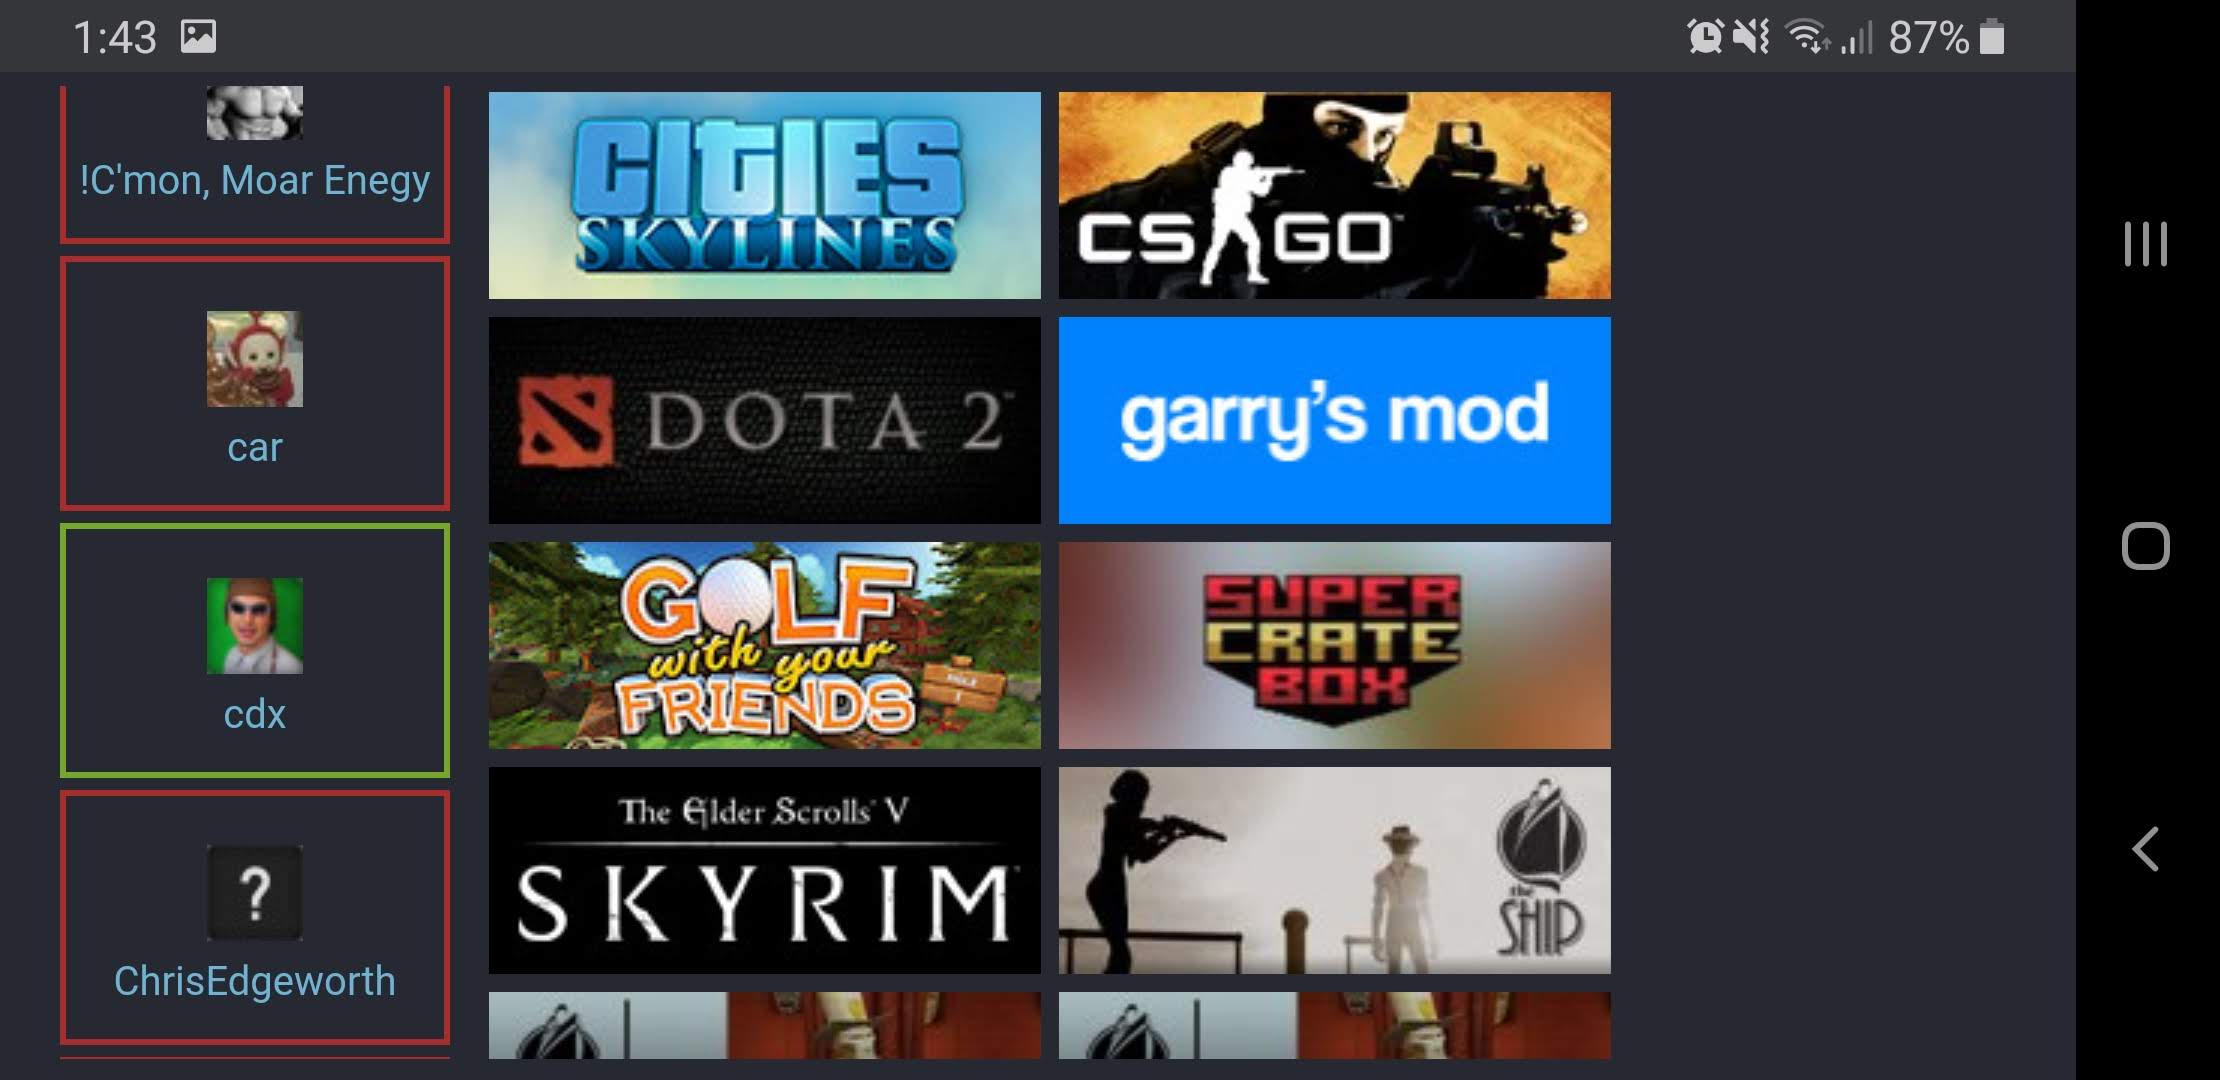 1:43
87%
!C'mon, Moar Enegy
car
cdx
?
ChrisEdgeworth
CITIES
SKYLINES
CS GO
DOTA 2
garry's mod
GOLF
with your
FRIENDS
SUPER
CRATE
BOX
The Elder Scrolls V
SKYRIM
the
SHIP